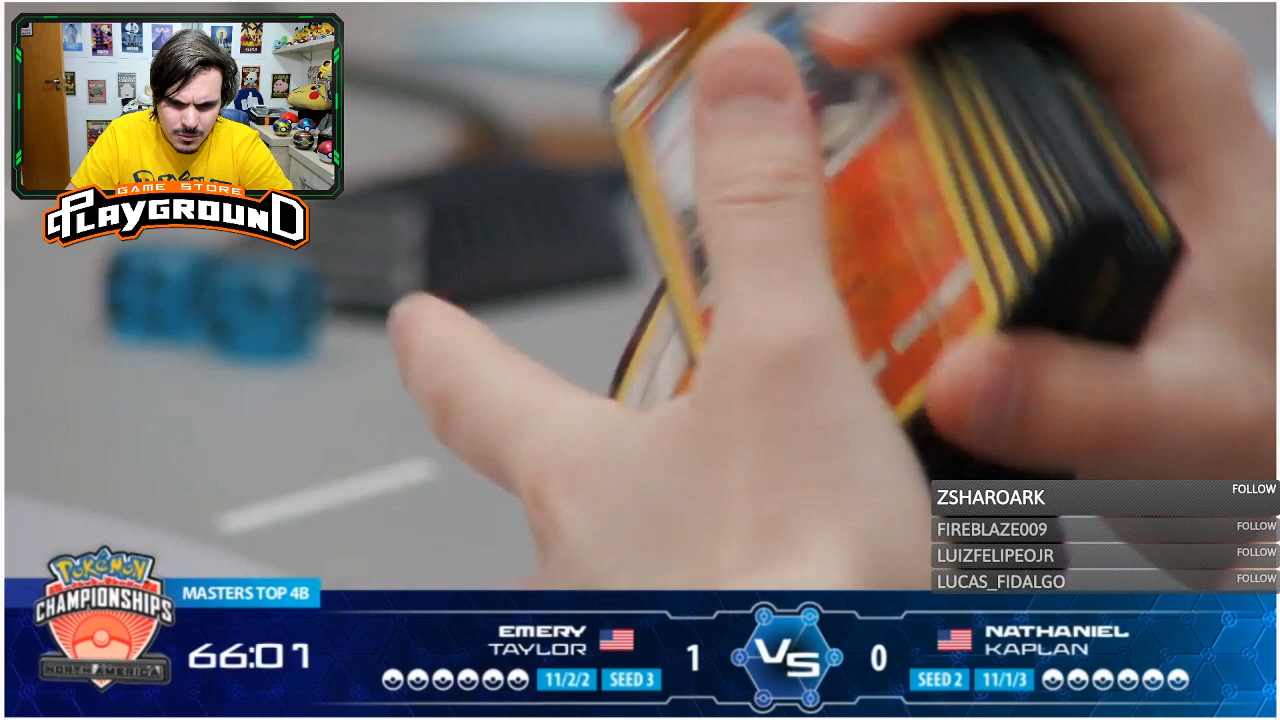 GAME STORE
PLAYGROUND
ZSHAROARK FOLLOW
FIREBLAZE009 FOLLOW
LUIZFELIPEOJR FOLLOW
LUCAS_FIDALGO FOLLOW
POKÉMON
CHAMPIONSHIPS
NORTH AMERICA
MASTERS TOP 4B
66:01
EMERY
TAYLOR
11/2/2 SEED 3
1
VS
0
NATHANIEL
KAPLAN
SEED 2 11/1/3